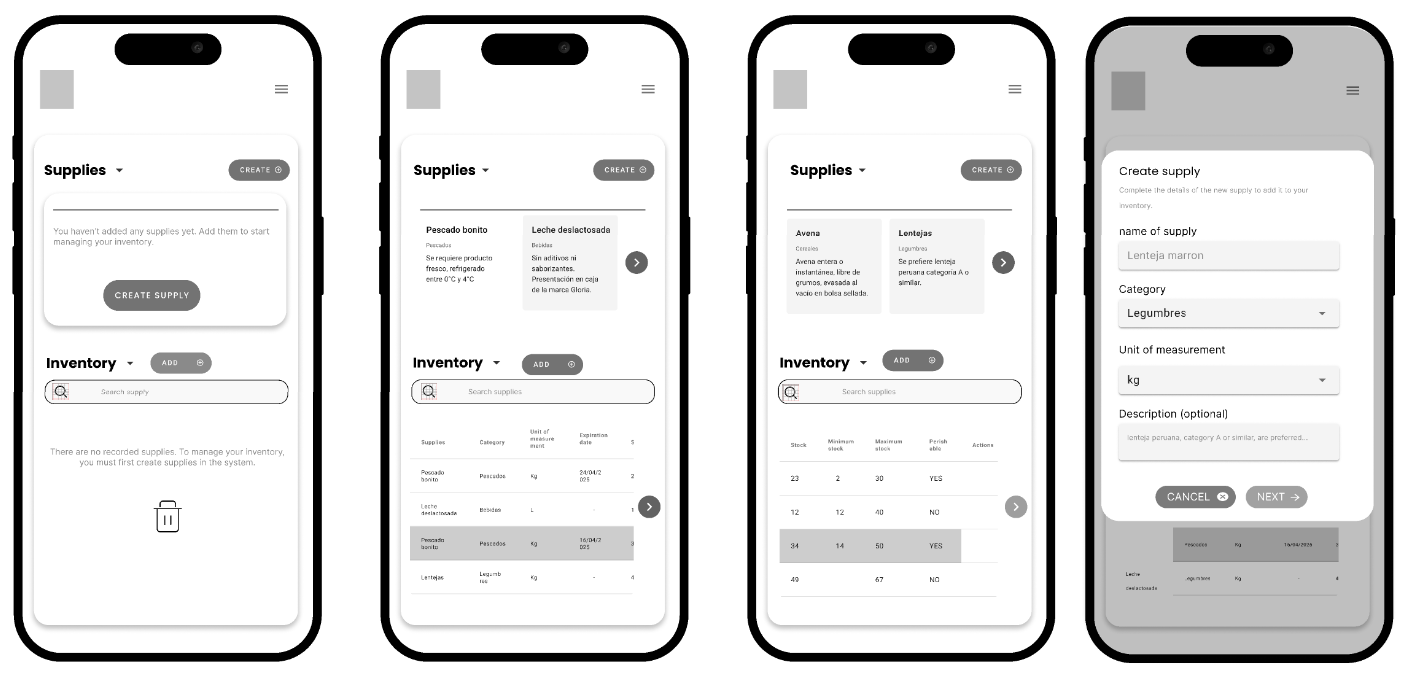 Supplies
CREATE
You haven't added any supplies yet. Add them to start
managing your inventory.
CREATE SUPPLY
Inventory
ADD
Search supply
There are no recorded supplies. To manage your inventory,
you must first create supplies in the system.
Supplies
CREATE
Pescado bonito
Pescados
Se requiere producto
fresco, refrigerado
entre 0°C y 4°C
Leche deslactosada
Bebidas
Sin aditivos ni
saborizantes.
Presentación en caja
de la marca Gloria.
Inventory
ADD
Search supplies
Supplies Category Unit of measure ment Expiration date S
Pescado bonito Pescados Kg 24/04/2 025 2
Leche deslactosada Bebidas L - 1
Pescado bonito Pescados Kg 16/04/2 025 3
Lentejas Legumb res Kg - 4
Supplies
CREATE
Avena
Cereales
Avena entera o
instantánea, libre de
grumos, evasada al
vacío en bolsa sellada.
Lentejas
Legumbres
Se prefiere lenteja
peruana categoría A o
similar.
Inventory
ADD
Search supplies
Stock Minimum stock Maximum stock Perish able Actions
23 2 30 YES
12 12 40 NO
34 14 50 YES
49 67 NO
Create supply
Complete the details of the new supply to add it to your
inventory.
name of supply
Lenteja marron
Category
Legumbres
Unit of measurement
kg
Description (optional)
lenteja peruana, category A or similar, are preferred...
CANCEL
NEXT
Pescados Kg 16/04/2025 3
Leche deslactosada Legumbres Kg - 4